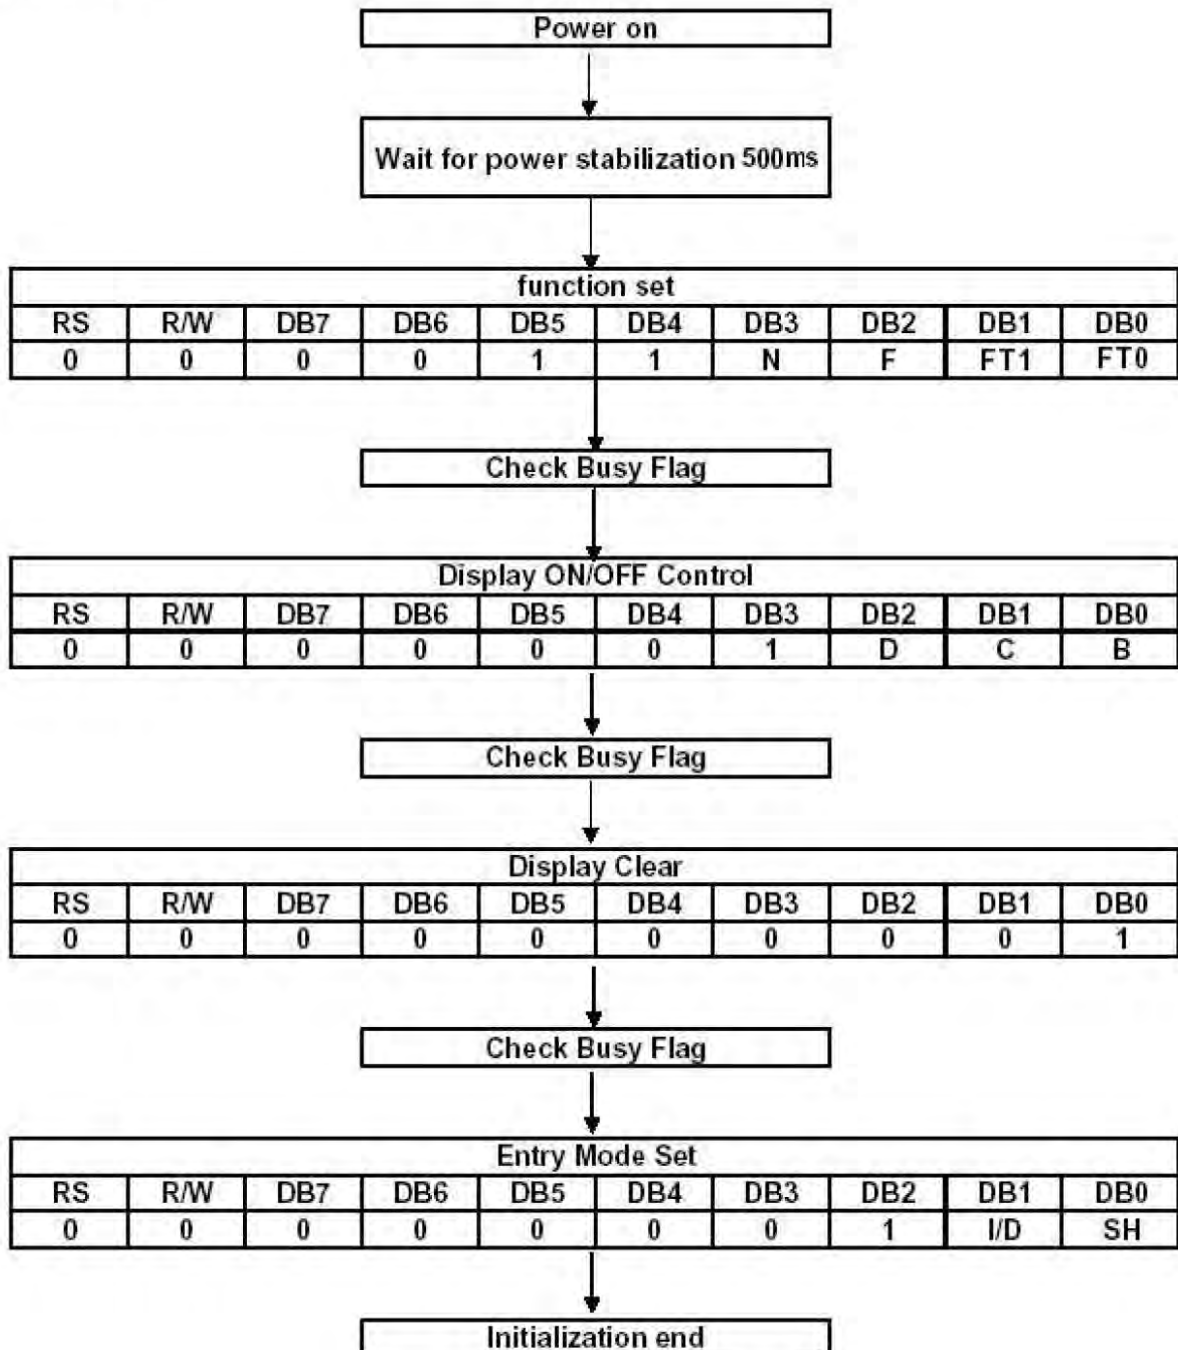 Power on
Wait for power stabilization 500ms
function set
RS R/W DB7 DB6 DB5 DB4 DB3 DB2 DB1 DB0
0 0 0 0 1 1 N F FT1 FT0
Check Busy Flag
Display ON/OFF Control
RS R/W DB7 DB6 DB5 DB4 DB3 DB2 DB1 DB0
0 0 0 0 0 0 1 D C B
Check Busy Flag
Display Clear
RS R/W DB7 DB6 DB5 DB4 DB3 DB2 DB1 DB0
0 0 0 0 0 0 0 0 0 1
Check Busy Flag
Entry Mode Set
RS R/W DB7 DB6 DB5 DB4 DB3 DB2 DB1 DB0
0 0 0 0 0 0 0 1 I/D SH
Initialization end